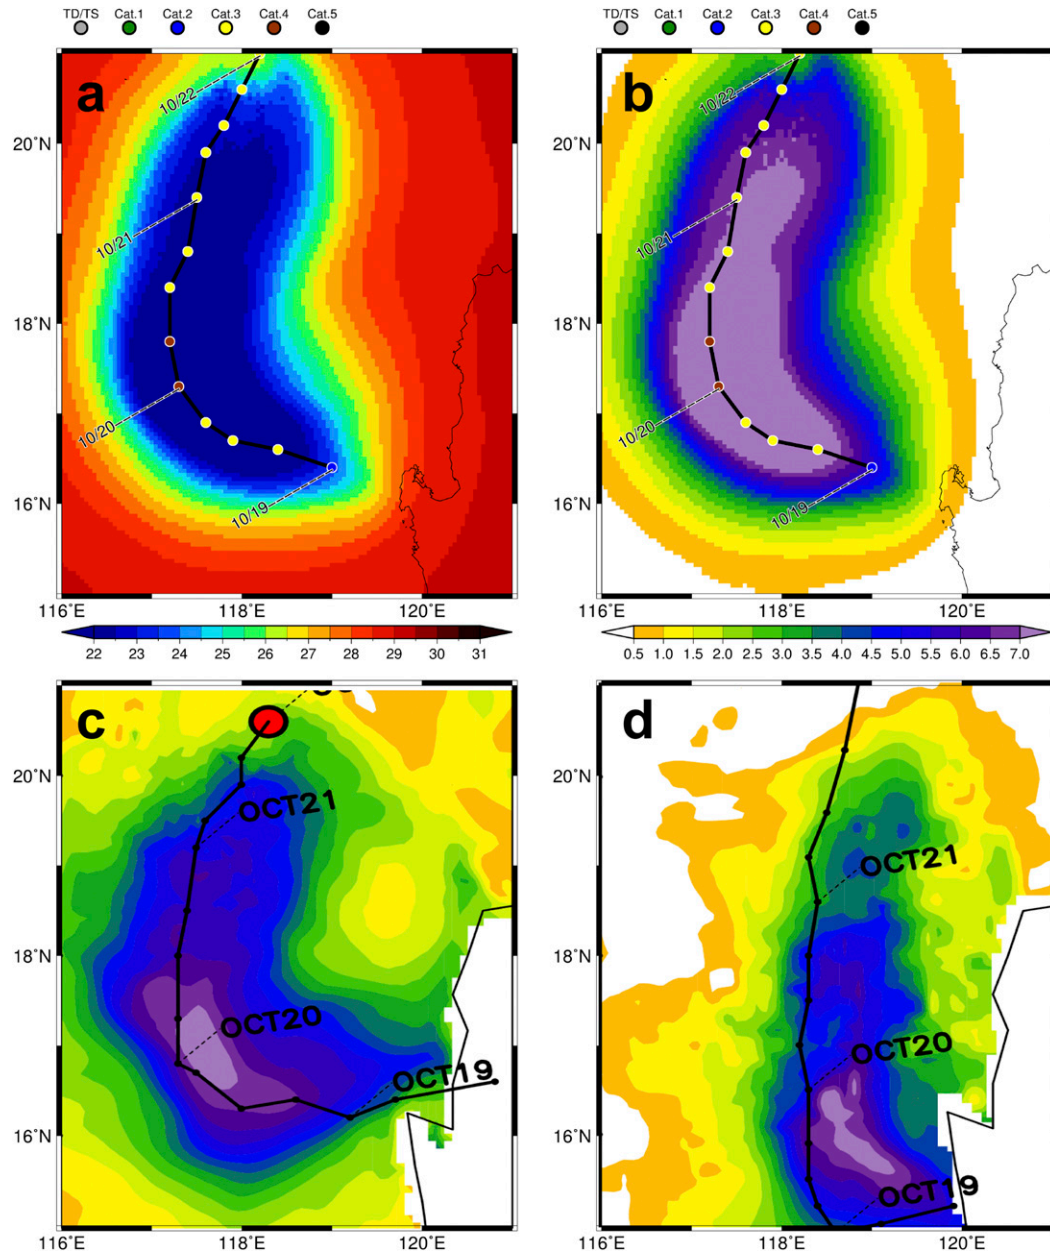 TD/TS Cat.1 Cat.2 Cat.3 Cat.4 Cat.5
TD/TS Cat.1 Cat.2 Cat.3 Cat.4 Cat.5
a
b
10/22
10/22
20°N
20°N
10/21
10/21
18°N
18°N
10/20
10/20
16°N
16°N
10/19
10/19
116°E 118°E 120°E
116°E 118°E 120°E
22 23 24 25 26 27 28 29 30 31
0.5 1.0 1.5 2.0 2.5 3.0 3.5 4.0 4.5 5.5 6.0 6.5 7.0
c
d
20°N
20°N
OCT21
OCT21
18°N
18°N
OCT20
OCT20
OCT19
16°N
16°N
OCT19
116°E 118°E 120°E
116°E 118°E 120°E